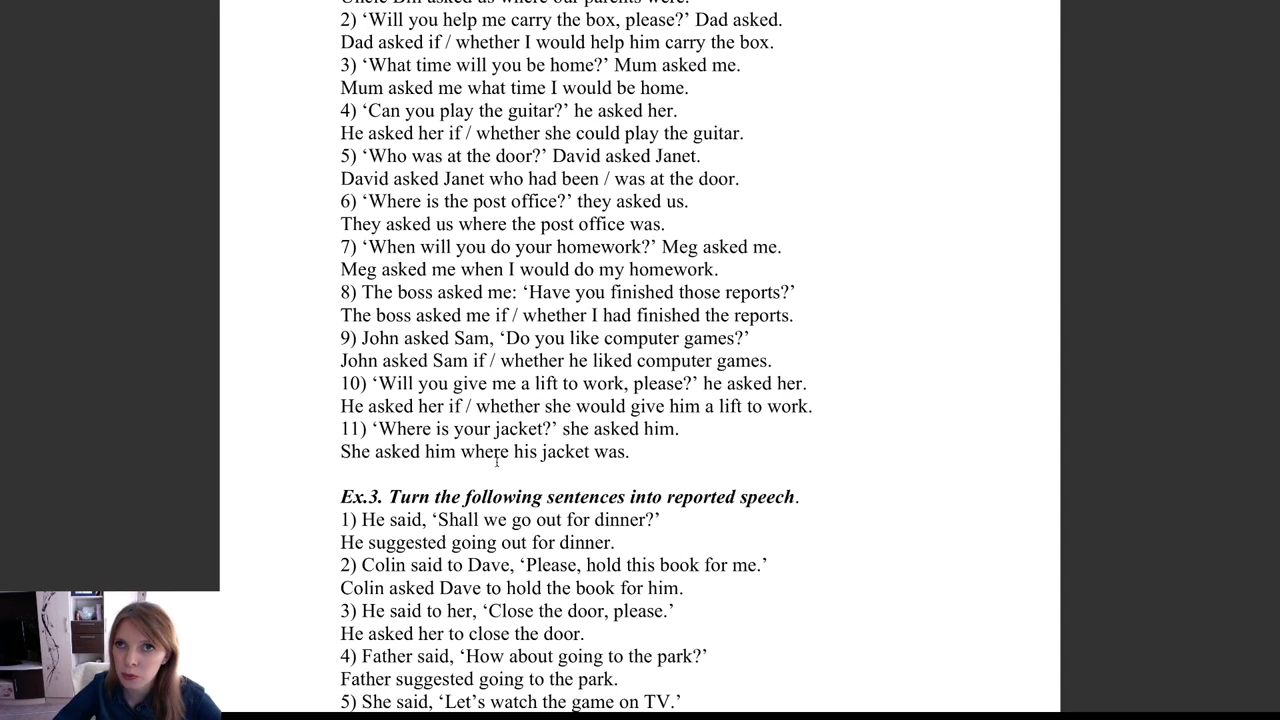 Uncle Bill asked us where our parents were.
2) ‘Will you help me carry the box, please?’ Dad asked.
Dad asked if / whether I would help him carry the box.
3) ‘What time will you be home?’ Mum asked me.
Mum asked me what time I would be home.
4) ‘Can you play the guitar?’ he asked her.
He asked her if / whether she could play the guitar.
5) ‘Who was at the door?’ David asked Janet.
David asked Janet who had been / was at the door.
6) ‘Where is the post office?’ they asked us.
They asked us where the post office was.
7) ‘When will you do your homework?’ Meg asked me.
Meg asked me when I would do my homework.
8) The boss asked me: ‘Have you finished those reports?’
The boss asked me if / whether I had finished the reports.
9) John asked Sam, ‘Do you like computer games?’
John asked Sam if / whether he liked computer games.
10) ‘Will you give me a lift to work, please?’ he asked her.
He asked her if / whether she would give him a lift to work.
11) ‘Where is your jacket?’ she asked him.
She asked him where his jacket was.
Ex.3. Turn the following sentences into reported speech.
1) He said, ‘Shall we go out for dinner?’
He suggested going out for dinner.
2) Colin said to Dave, ‘Please, hold this book for me.’
Colin asked Dave to hold the book for him.
3) He said to her, ‘Close the door, please.’
He asked her to close the door.
4) Father said, ‘How about going to the park?’
Father suggested going to the park.
5) She said, ‘Let’s watch the game on TV.’